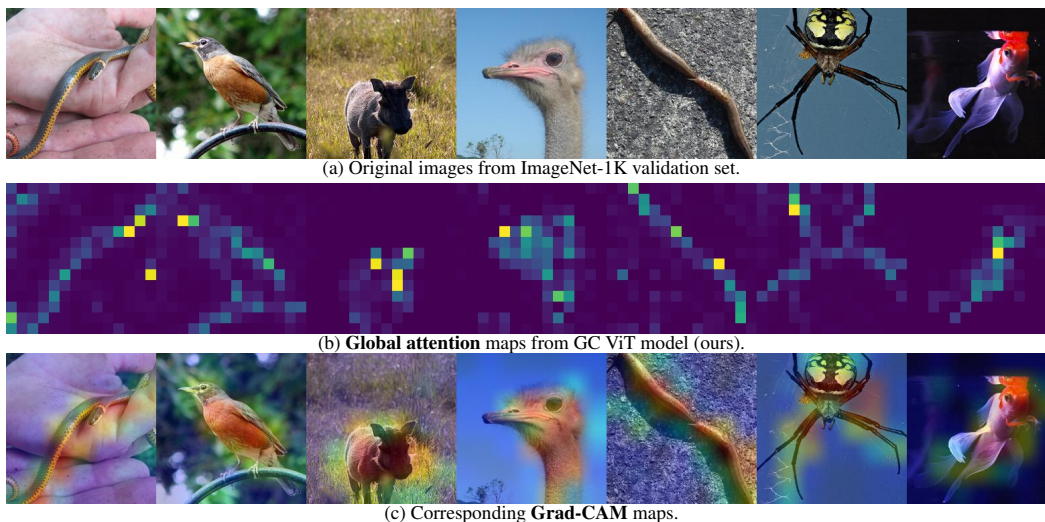 (a) Original images from ImageNet-1K validation set.
(b) Global attention maps from GC ViT model (ours).
(c) Corresponding Grad-CAM maps.